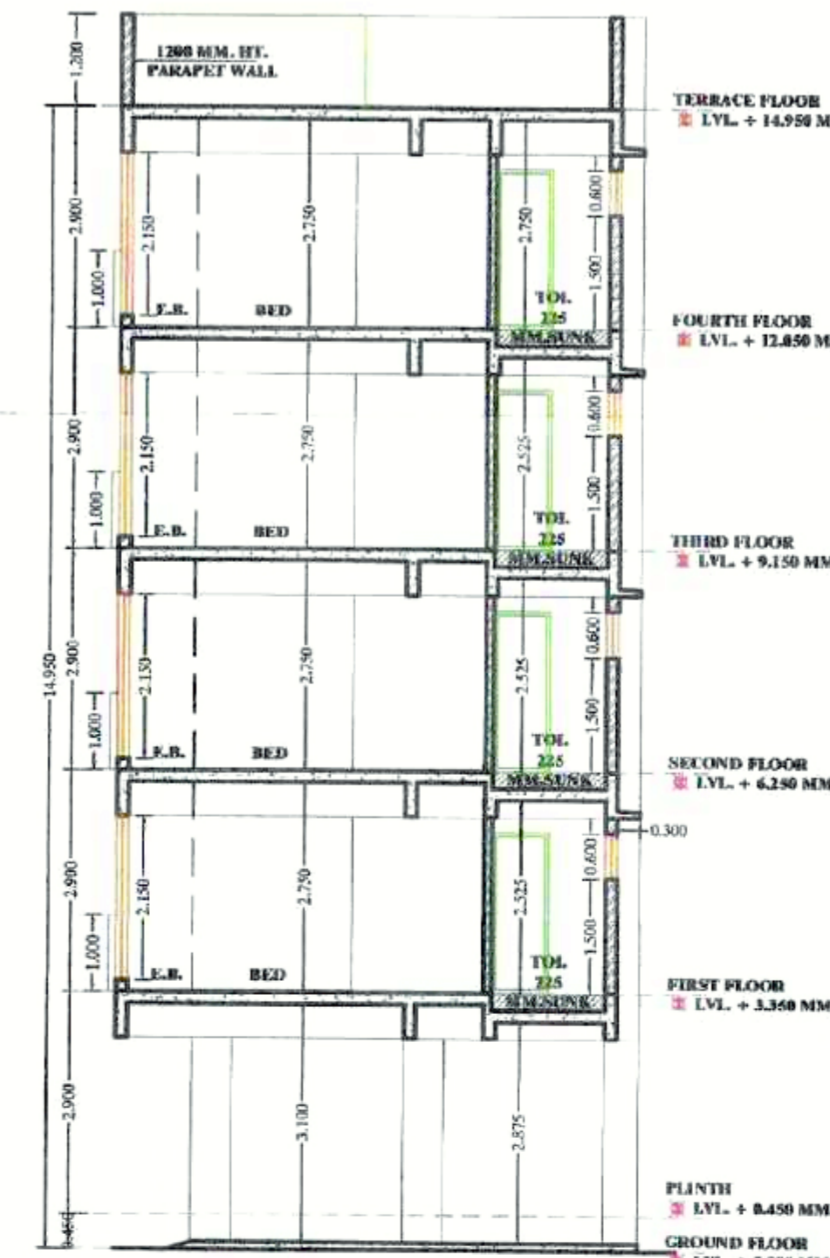 1.200
1200 MM. HT.
PARAPET WALL
TERRACE FLOOR
LVL. + 14.950 M
2.900
2.150
1.000
2.750
2.750
0.600
1.500
E.B.
BED
TOI.
225
MM.SUNK
FOURTH FLOOR
LVL. + 12.050 M
2.900
2.150
1.000
2.750
2.525
0.600
1.500
E.B.
BED
TOI.
225
MM.SUNK
THIRD FLOOR
LVL. + 9.150 MM
14.950
2.900
2.150
1.000
2.750
2.525
0.600
1.500
E.B.
BED
TOI.
225
MM.SUNK
SECOND FLOOR
LVL. + 6.250 MM
0.300
2.900
2.150
1.000
2.750
2.525
0.600
1.500
E.B.
BED
TOI.
225
MM.SUNK
FIRST FLOOR
LVL. + 3.350 MM
2.900
3.100
2.875
PLINTH
LVL. + 0.450 MM
0.450
GROUND FLOOR